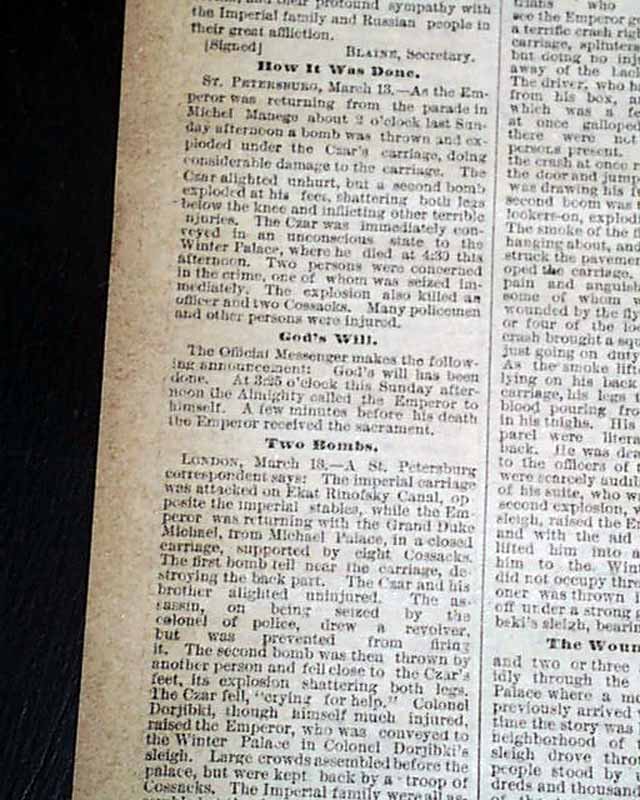 the Imperial family and Russian people in
their great affliction.
[Signed] BLAINE, Secretary.
How It Was Done.
ST. PETERSBURG, March 13.—As the Em-
peror was returning from the parade in
Michel Manege about 2 o'clock last Sun-
day afternoon a bomb was thrown and ex-
ploded under the Czar's carriage, doing
considerable damage to the carriage. The
Czar alighted unhurt, but a second bomb
exploded at his feet, shattering both legs
below the knee and inflicting other terrible
injuries. The Czar was immediately con-
veyed in an unconscious state to the
Winter Palace, where he died at 4:30 this
afternoon. Two persons were concerned
in the crime, one of whom was seized im-
mediately. The explosion also killed an
officer and two Cossacks. Many policemen
and other persons were injured.
God's Will.
The Official Messenger makes the follow-
ing announcement: God's will has been
done. At 3:35 o'clock this Sunday after-
noon the Almighty called the Emperor to
himself. A few minutes before his death
the Emperor received the sacrament.
Two Bombs.
LONDON, March 13.—A St. Petersburg
correspondent says: The imperial carriage
was attacked on Ekat Rinofsky Canal, op
posite the imperial stables, while the Em-
peror was returning with the Grand Duke
Michael, from Michael Palace, in a closed
carriage, supported by eight Cossacks.
The first bomb fell near the carriage, de-
stroying the back part. The Czar and his
brother alighted uninjured. The as-
sassin, on being seized by the
colonel of police, drew a revolver,
but was prevented from firing
it. The second bomb was then thrown by
another person and fell close to the Czar's
feet, its explosion shattering both legs.
The Czar fell, "crying for help." Colonel
Dorjibki, though himself much injured,
raised the Emperor, who was conveyed to
the Winter Palace in Colonel Dorjibki's
sleigh. Large crowds assembled before the
palace, but were kept back by a troop of
Cossacks. The Imperial family were all as-
see the Emperor
a terrific crash
carriage,
but doing no
away of the
The driver, who
from his box,
which was a
at once
there were not
persons present.
the crash at once
the door and
was drawing his
second boom was
lookers-on,
The smoke of the
hanging about, and
struck the
oped the carriage.
pain and
some of whom
wounded by the
or four of the
crash brought a
just going on duty
As the smoke
lying on his back
carriage, his legs
blood pouring
in his thighs. His
parel were
back. He was
to the officers of
were scarcely
of his suite, who
second explosion,
sleigh, raised the
and with the aid
lifted him into
him to the
did not occupy
oner was thrown
off under a strong
beki's sleigh,
The
and two or three
idly through the
Palace where a
previously arrived
time the story was
neighborhood of
sleigh drove
people stood by
dreds and